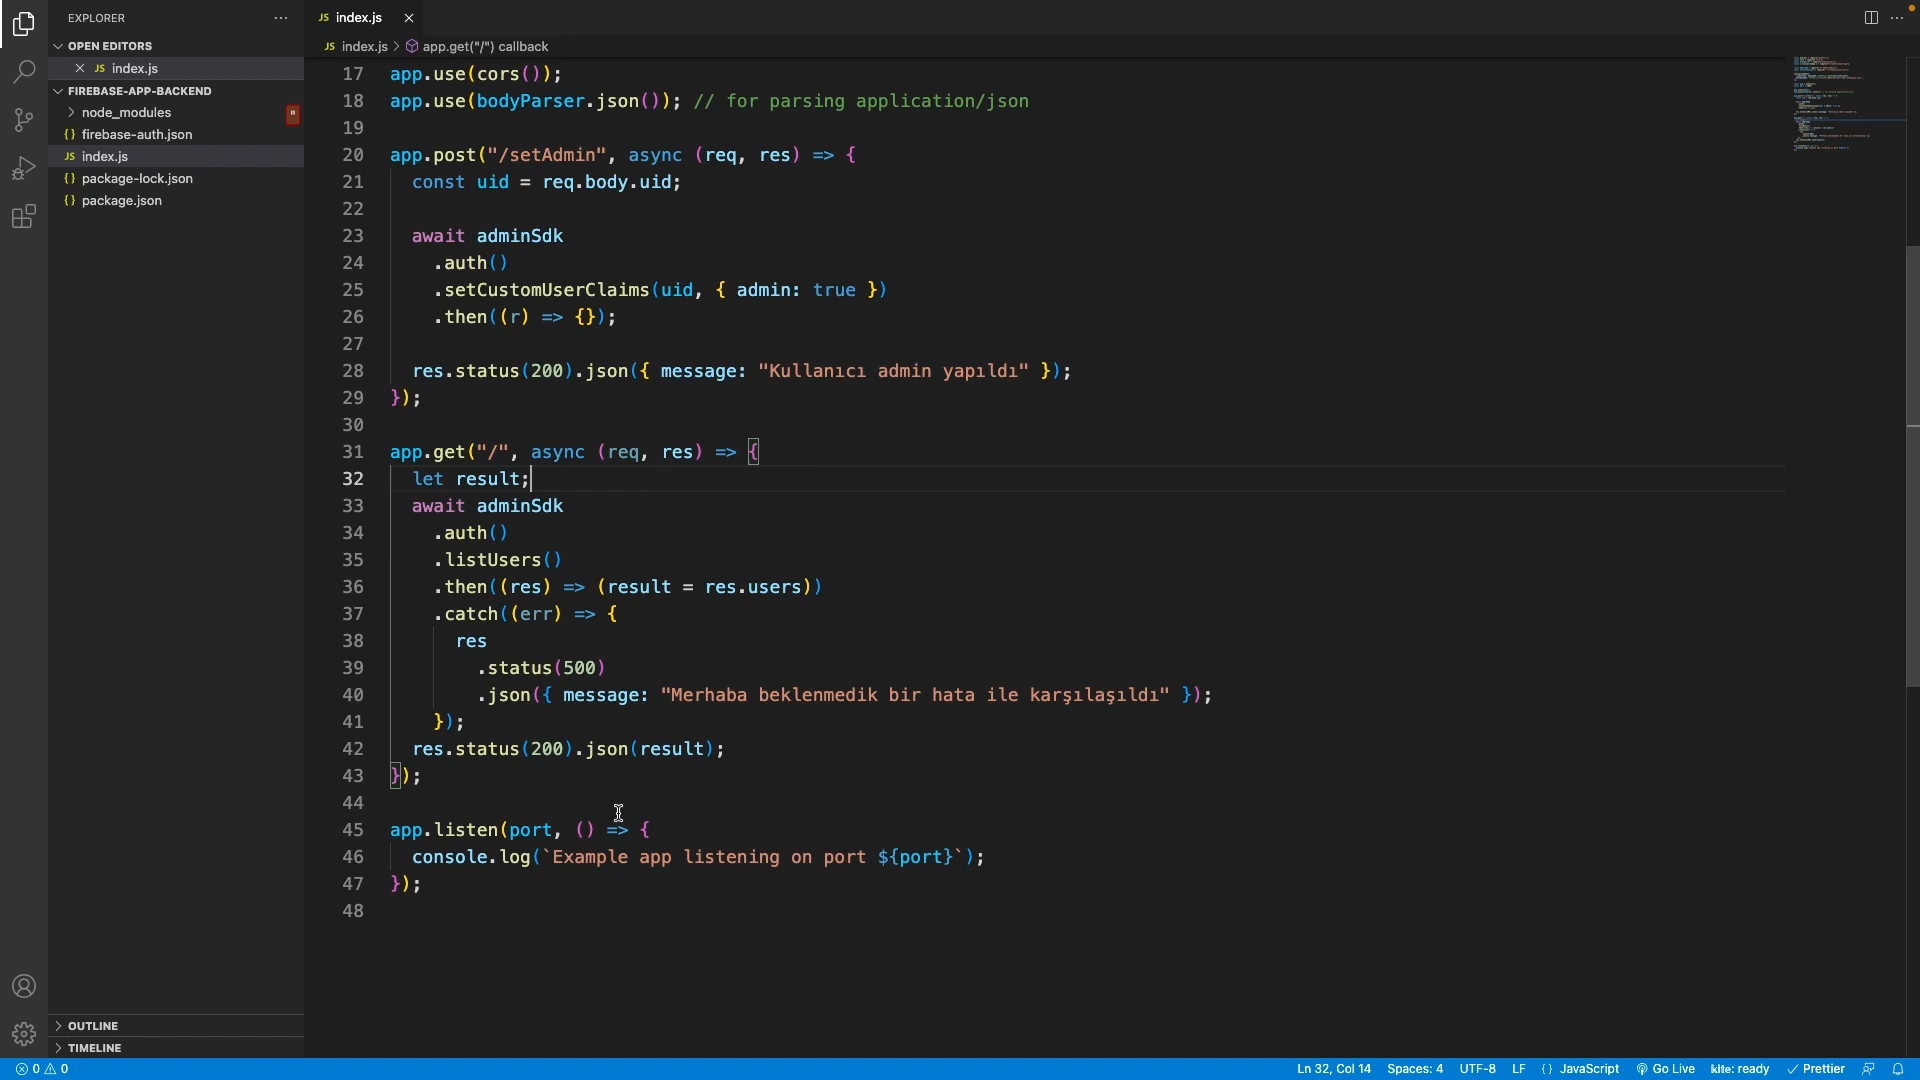 EXPLORER
OPEN EDITORS
JS index.js
FIREBASE-APP-BACKEND
node_modules
{} firebase-auth.json
JS index.js
{} package-lock.json
{} package.json
OUTLINE
TIMELINE
JS index.js
JS index.js > app.get("/") callback
17 app.use(cors());
18 app.use(bodyParser.json()); // for parsing application/json
19
20 app.post("/setAdmin", async (req, res) => {
21 const uid = req.body.uid;
22
23 await adminSdk
24 .auth()
25 .setCustomUserClaims(uid, { admin: true })
26 .then((r) => {});
27
28 res.status(200).json({ message: "Kullanıcı admin yapıldı" });
29 });
30
31 app.get("/", async (req, res) => {
32 let result;
33 await adminSdk
34 .auth()
35 .listUsers()
36 .then((res) => (result = res.users))
37 .catch((err) => {
38 res
39 .status(500)
40 .json({ message: "Merhaba beklenmedik bir hata ile karşılaşıldı" });
41 });
42 res.status(200).json(result);
43 });
44
45 app.listen(port, () => {
46 console.log(`Example app listening on port ${port}`);
47 });
48
0 0 Ln 32, Col 14 Spaces: 4 UTF-8 LF {} JavaScript Go Live kite: ready Prettier